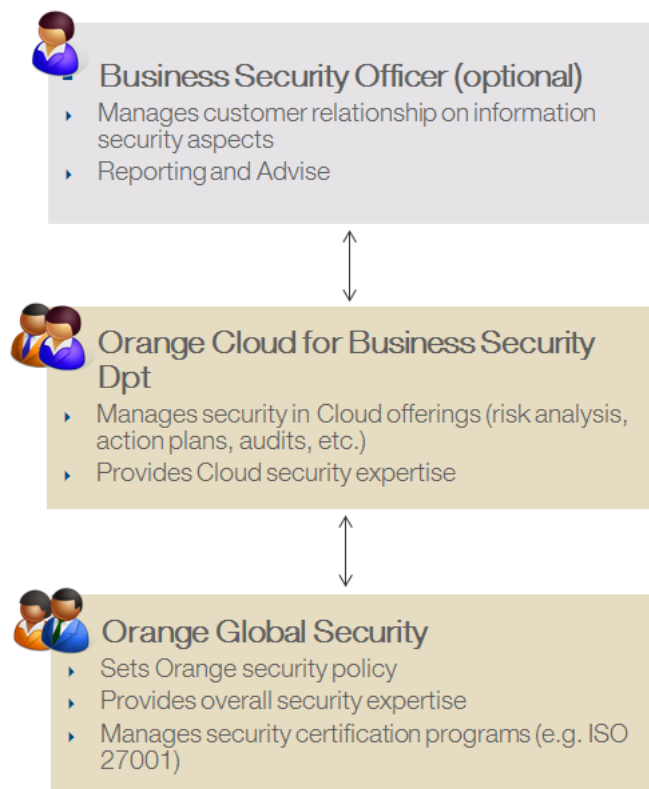 Business Security Officer (optional)
Manages customer relationship on information
security aspects
Reporting and Advise
Orange Cloud for Business Security
Dpt
Manages security in Cloud offerings (risk analysis,
action plans, audits, etc.)
Provides Cloud security expertise
Orange Global Security
Sets Orange security policy
Provides overall security expertise
Manages security certification programs (e.g. ISO
27001)